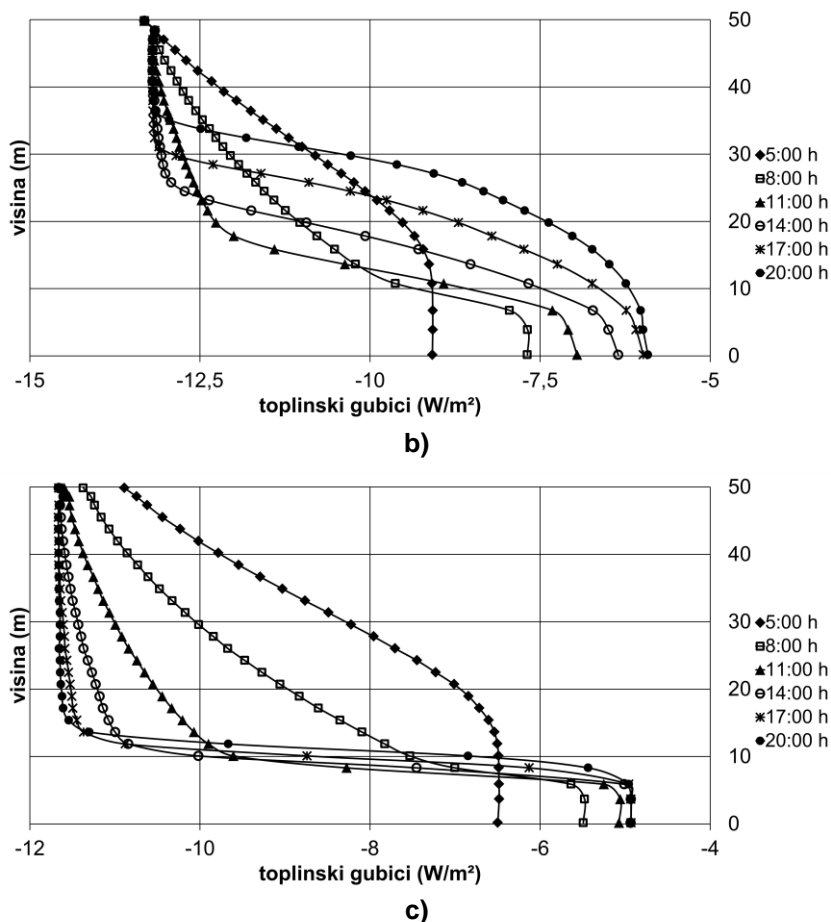 50
40
30
20
10
0
visina (m)
-15
-12,5
-10
-7,5
-5
toplinski gubici (W/m²)
5:00 h
8:00 h
11:00 h
14:00 h
17:00 h
20:00 h
b)
50
40
30
20
10
0
visina (m)
-12
-10
-8
-6
-4
toplinski gubici (W/m²)
5:00 h
8:00 h
11:00 h
14:00 h
17:00 h
20:00 h
c)